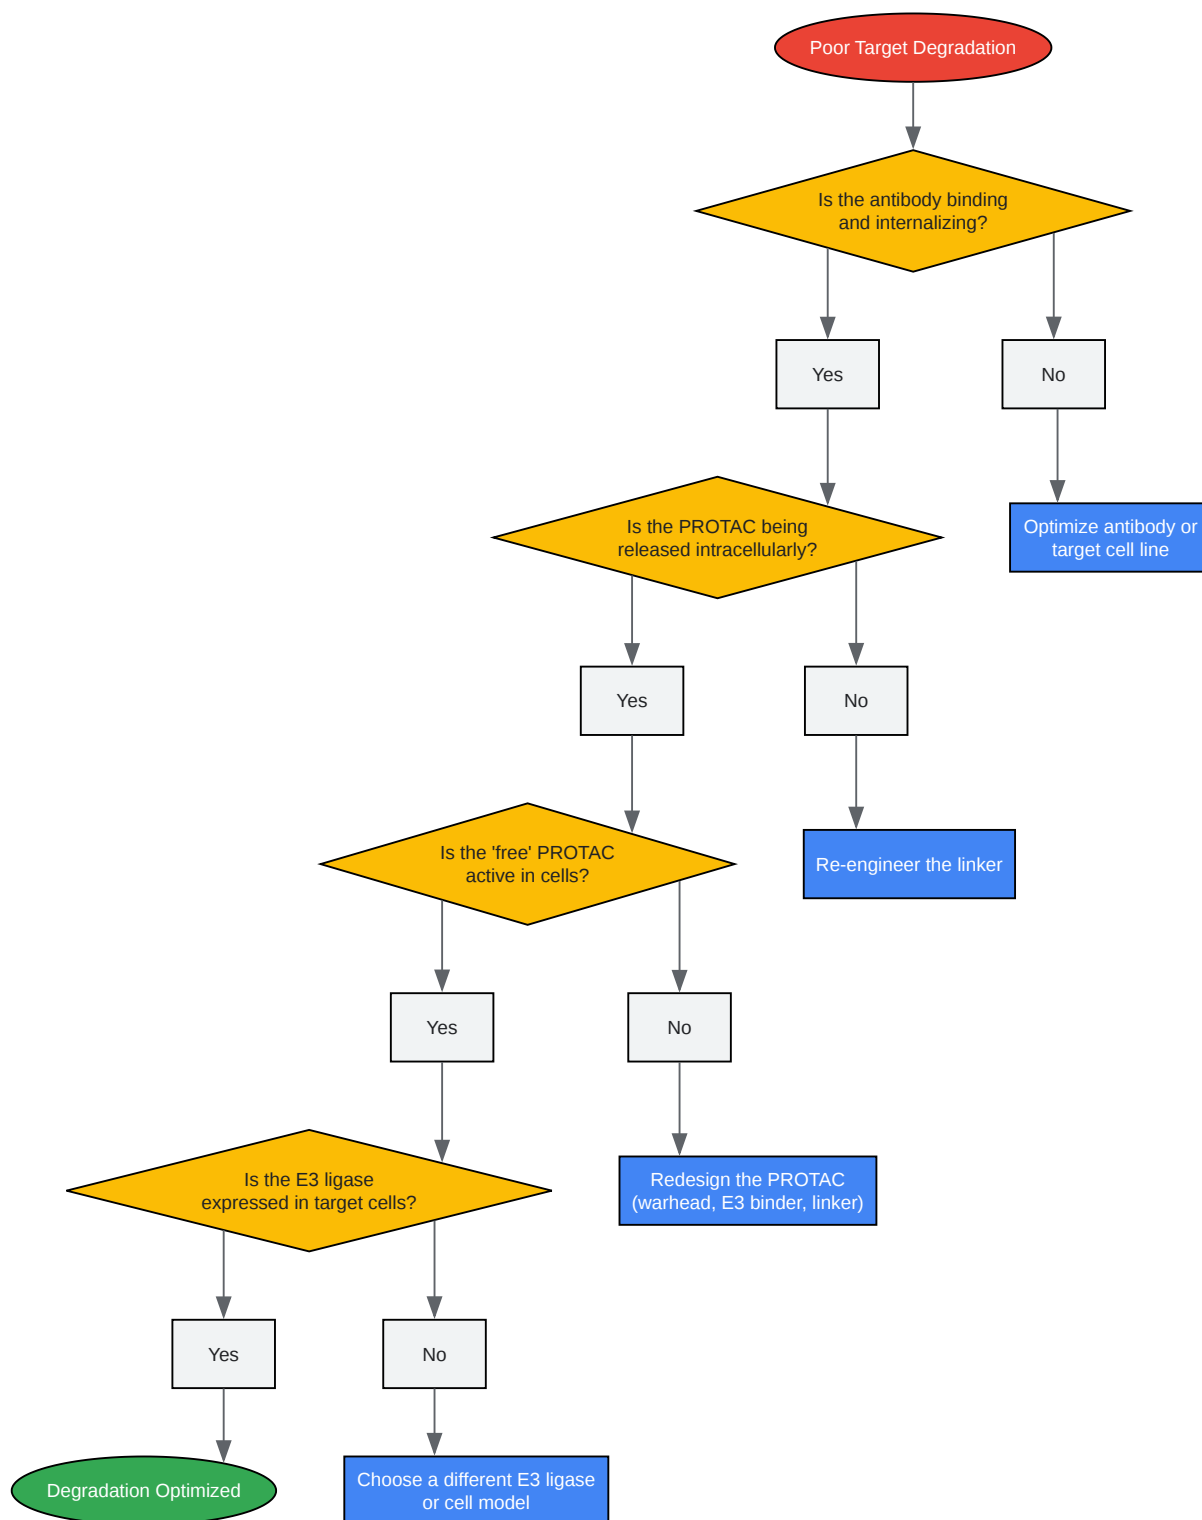 Poor Target Degradation
Is the antibody binding
and internalizing?
Yes
No
Is the PROTAC being
released intracellularly?
Optimize antibody or
target cell line
Yes
No
Is the 'free' PROTAC
active in cells?
Re-engineer the linker
Yes
No
Is the E3 ligase
expressed in target cells?
Redesign the PROTAC
(warhead, E3 binder, linker)
Yes
No
Degradation Optimized
Choose a different E3 ligase
or cell model